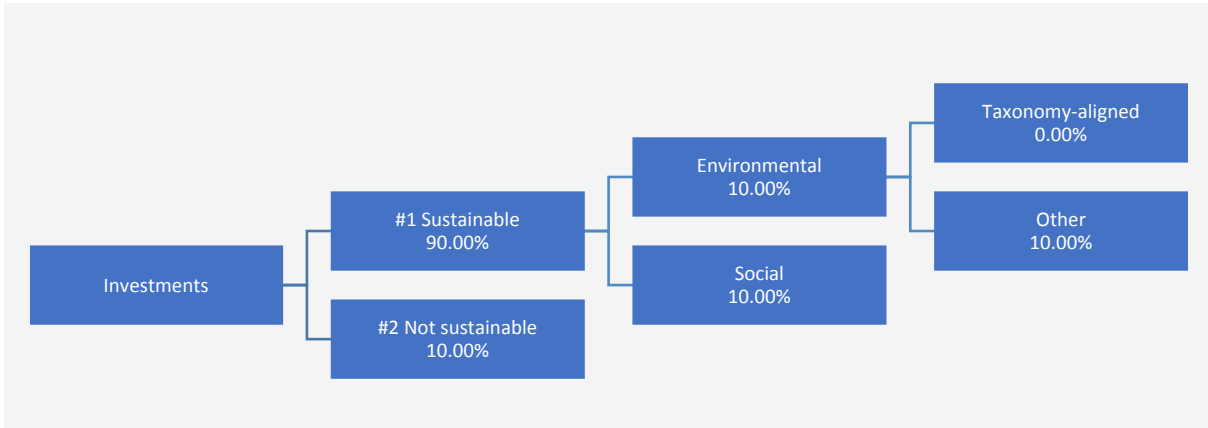 Investments
#1 Sustainable
90.00%
#2 Not sustainable
10.00%
Environmental
10.00%
Social
10.00%
Taxonomy-aligned
0.00%
Other
10.00%